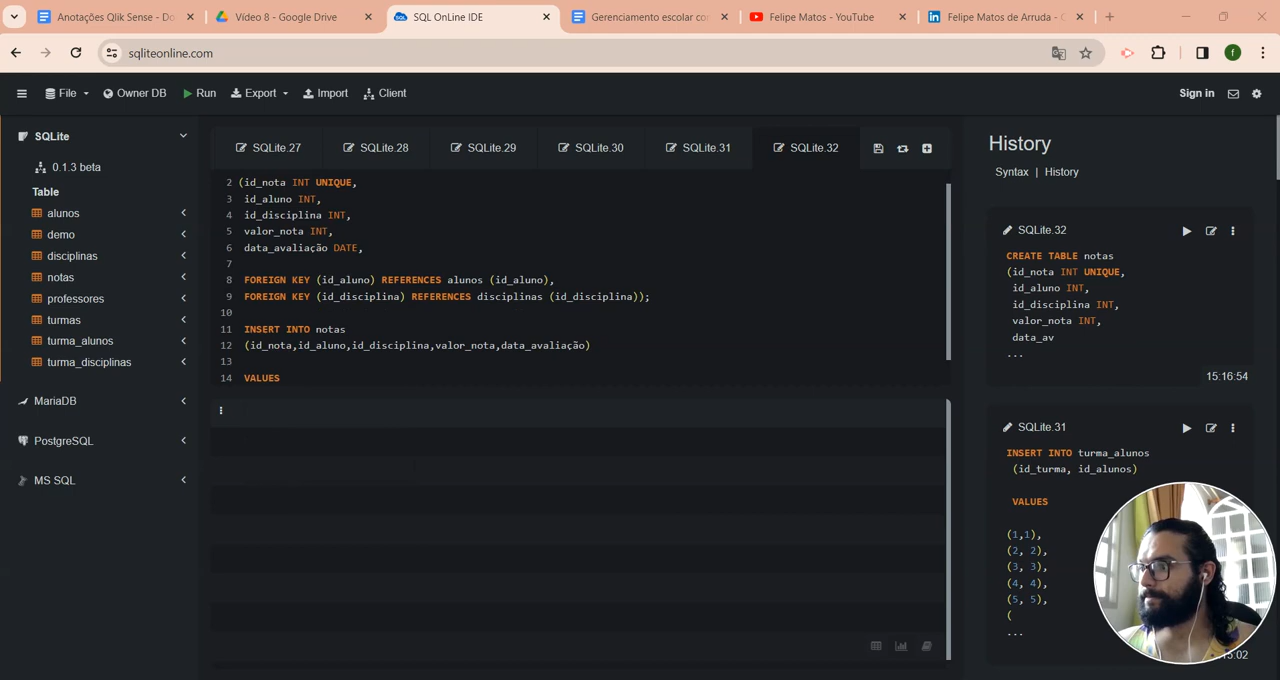 Anotações Qlik Sense - Do
Vídeo 8 - Google Drive
SQL OnLine IDE
Gerenciamento escolar co
Felipe Matos - YouTube
Felipe Matos de Arruda -
sqliteonline.com
f
File
Owner DB
Run
Export
Import
Client
Sign in
SQLite
0.1.3 beta
Table
alunos
demo
disciplinas
notas
professores
turmas
turma_alunos
turma_disciplinas
MariaDB
PostgreSQL
MS SQL
SQLite.27
SQLite.28
SQLite.29
SQLite.30
SQLite.31
SQLite.32
2 (id_nota INT UNIQUE,
3 id_aluno INT,
4 id_disciplina INT,
5 valor_nota INT,
6 data_avaliação DATE,
7
8 FOREIGN KEY (id_aluno) REFERENCES alunos (id_aluno),
9 FOREIGN KEY (id_disciplina) REFERENCES disciplinas (id_disciplina));
10
11 INSERT INTO notas
12 (id_nota,id_aluno,id_disciplina,valor_nota,data_avaliação)
13
14 VALUES
History
Syntax | History
SQLite.32
CREATE TABLE notas
(id_nota INT UNIQUE,
id_aluno INT,
id_disciplina INT,
valor_nota INT,
data_av
...
15:16:54
SQLite.31
INSERT INTO turma_alunos
(id_turma, id_alunos)
VALUES
(1,1),
(2, 2),
(3, 3),
(4, 4),
(5, 5),
(
...